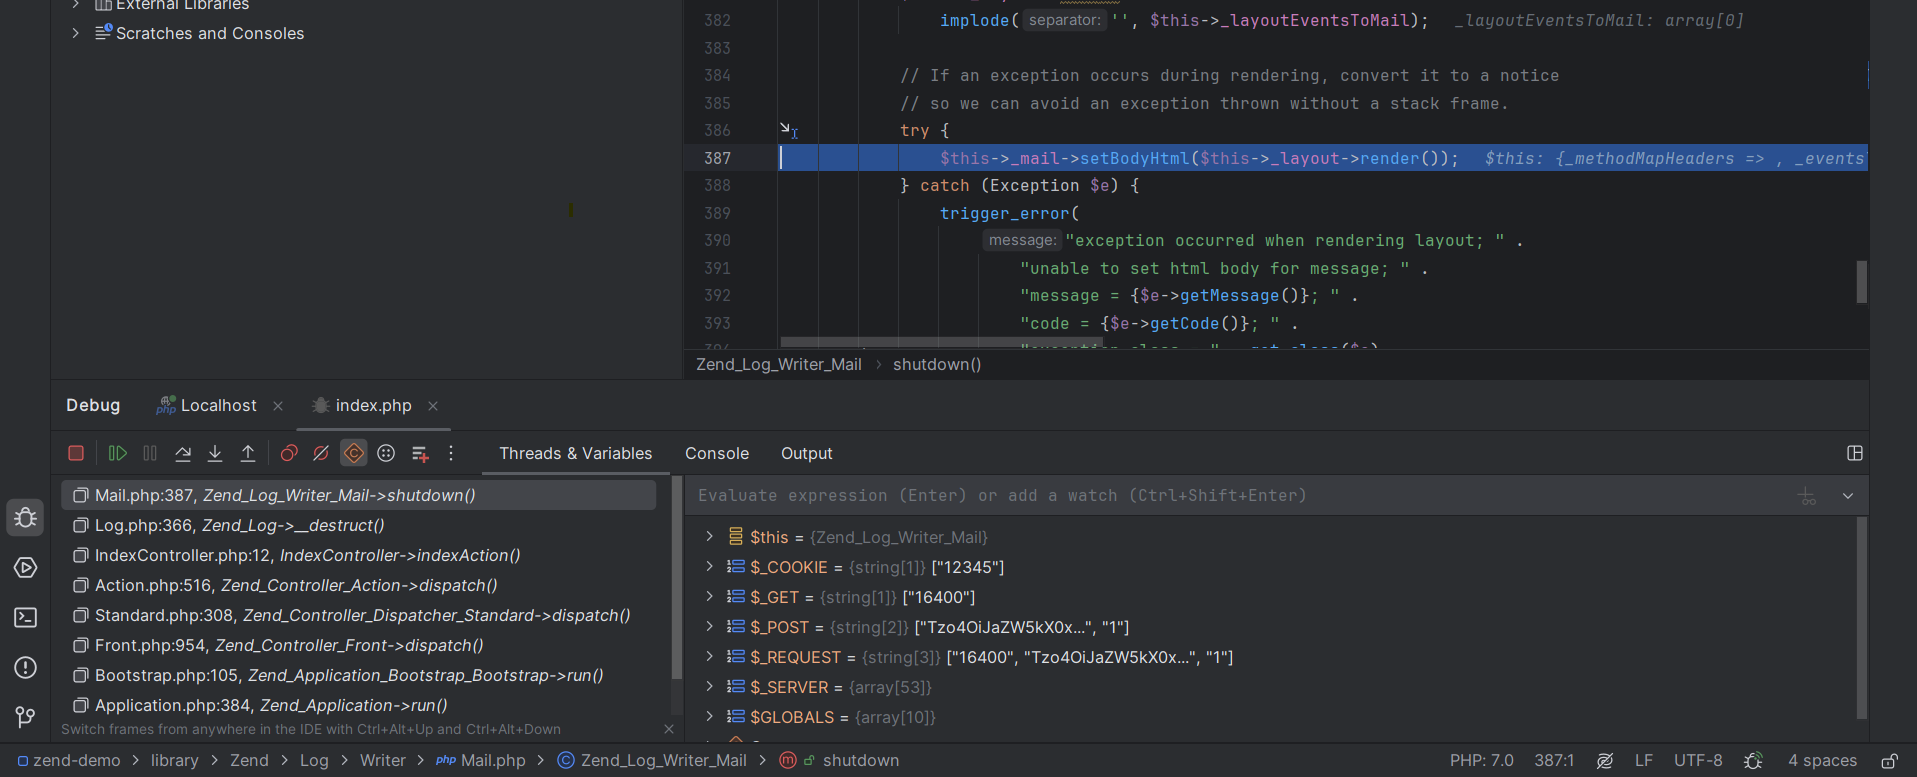 External Libraries
Scratches and Consoles
382 implode( separator: '', $this->_layoutEventsToMail); _layoutEventsToMail: array[0]
383
384 // If an exception occurs during rendering, convert it to a notice
385 // so we can avoid an exception thrown without a stack frame.
386 try {
387 $this->_mail->setBodyHtml($this->_layout->render()); $this: {_methodMapHeaders => , _events
388 } catch (Exception $e) {
389 trigger_error(
390 message: "exception occurred when rendering layout; " .
391 "unable to set html body for message; " .
392 "message = {$e->getMessage()}; " .
393 "code = {$e->getCode()}; " .
Zend_Log_Writer_Mail > shutdown()
Debug php Localhost × index.php ×
Threads & Variables Console Output
Mail.php:387, Zend_Log_Writer_Mail->shutdown()
Log.php:366, Zend_Log->__destruct()
IndexController.php:12, IndexController->indexAction()
Action.php:516, Zend_Controller_Action->dispatch()
Standard.php:308, Zend_Controller_Dispatcher_Standard->dispatch()
Front.php:954, Zend_Controller_Front->dispatch()
Bootstrap.php:105, Zend_Application_Bootstrap_Bootstrap->run()
Application.php:384, Zend_Application->run()
Switch frames from anywhere in the IDE with Ctrl+Alt+Up and Ctrl+Alt+Down
Evaluate expression (Enter) or add a watch (Ctrl+Shift+Enter)
$this = {Zend_Log_Writer_Mail}
$_COOKIE = {string[1]} ["12345"]
$_GET = {string[1]} ["16400"]
$_POST = {string[2]} ["Tzo4OiJaZW5kX0x...", "1"]
$_REQUEST = {string[3]} ["16400", "Tzo4OiJaZW5kX0x...", "1"]
$_SERVER = {array[53]}
$GLOBALS = {array[10]}
zend-demo > library > Zend > Log > Writer > php Mail.php > C Zend_Log_Writer_Mail > m shutdown PHP: 7.0 387:1 LF UTF-8 4 spaces